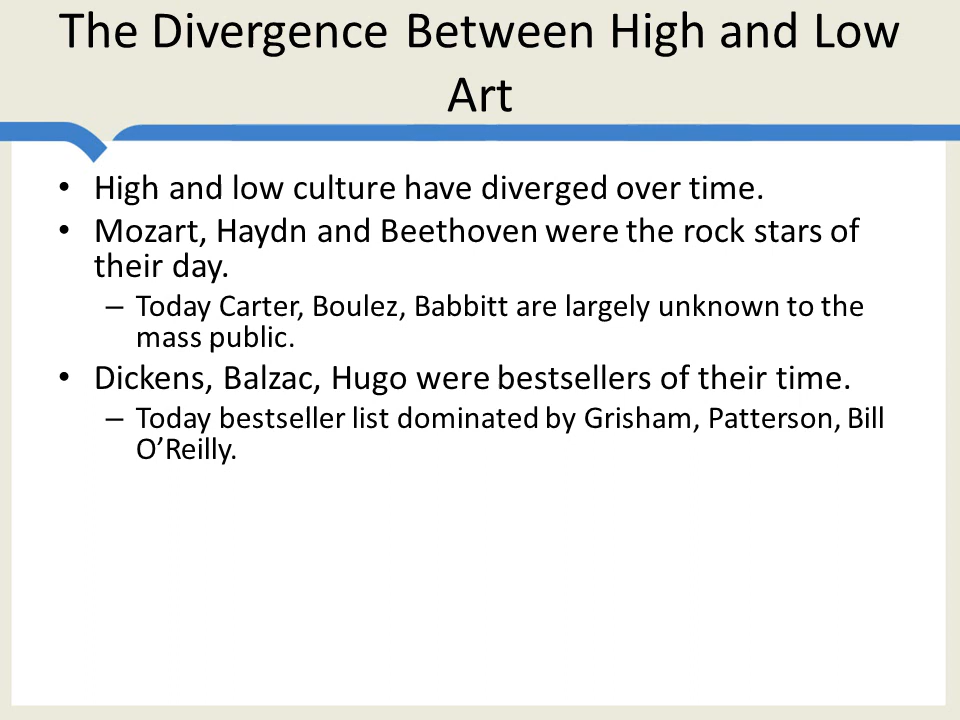 The Divergence Between High and Low
Art
• High and low culture have diverged over time.
• Mozart, Haydn and Beethoven were the rock stars of
their day.
– Today Carter, Boulez, Babbitt are largely unknown to the
mass public.
• Dickens, Balzac, Hugo were bestsellers of their time.
– Today bestseller list dominated by Grisham, Patterson, Bill
O’Reilly.